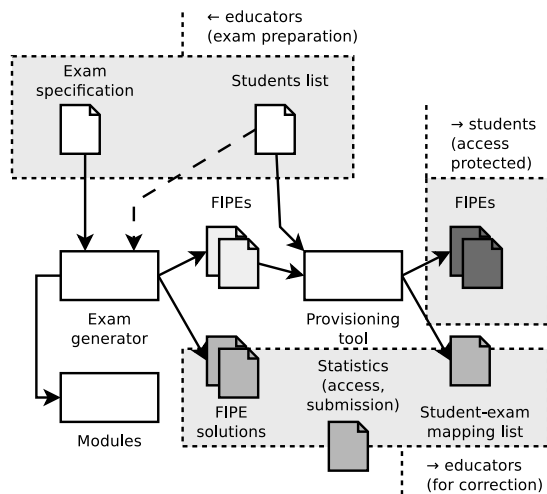 ← educators
(exam preparation)
Exam
specification
Students list
→ students
(access
protected)
FIPEs
FIPEs
Exam
generator
Provisioning
tool
Statistics
(access,
submission)
FIPE
solutions
Student-exam
mapping list
Modules
→ educators
(for correction)